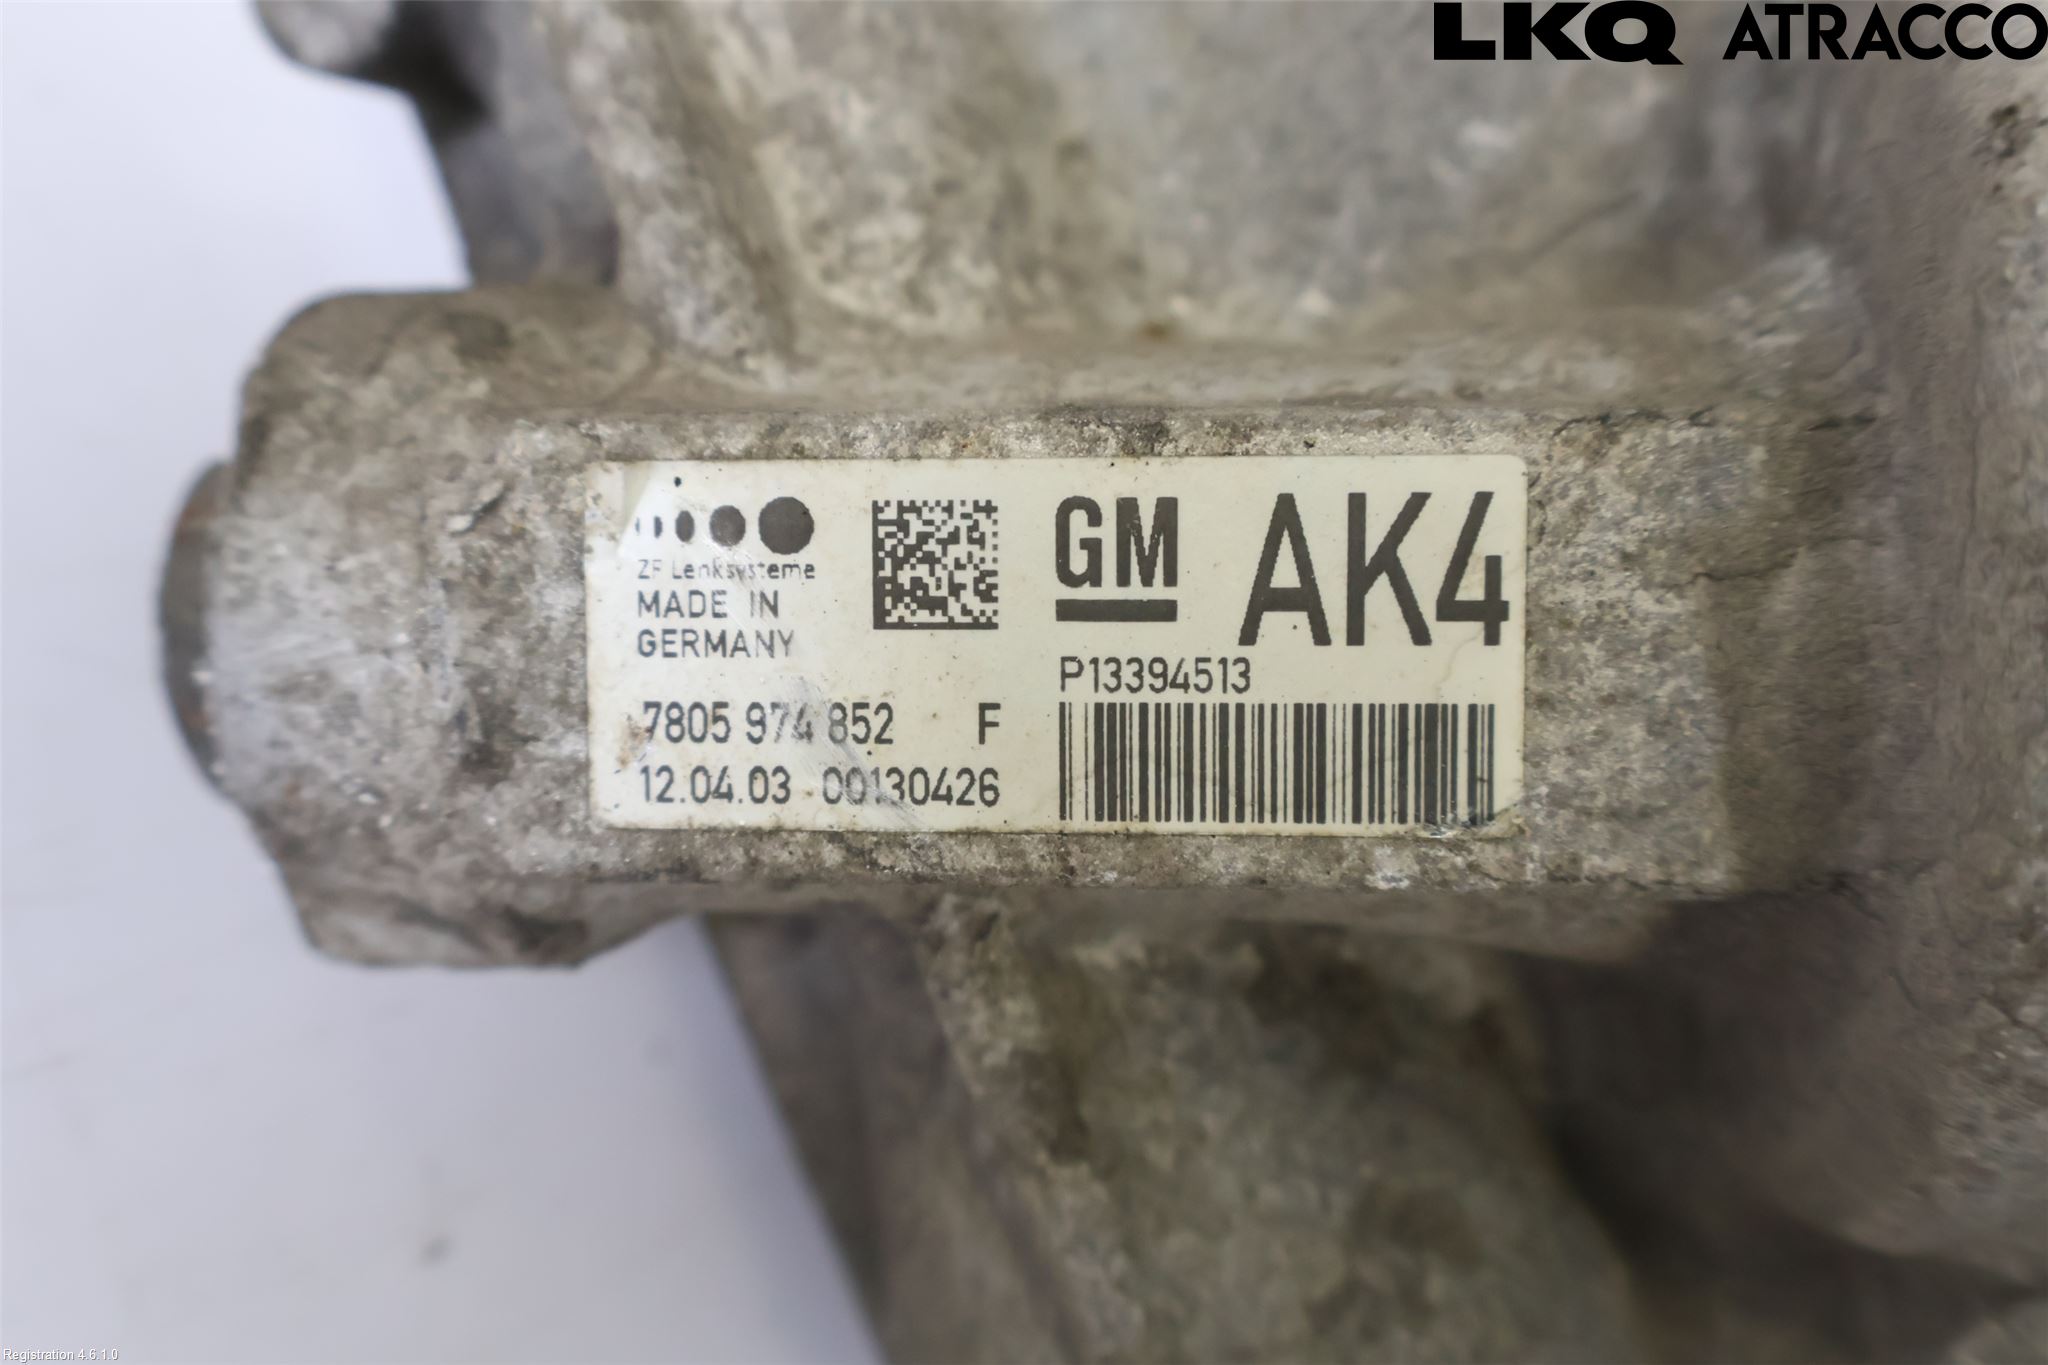 LKQ ATRACCO
ZF Lenksysteme
MADE IN
GERMANY
7805 974 852 F
12.04.03 00130426
GM AK4
P13394513
Registration 4.6.1.0